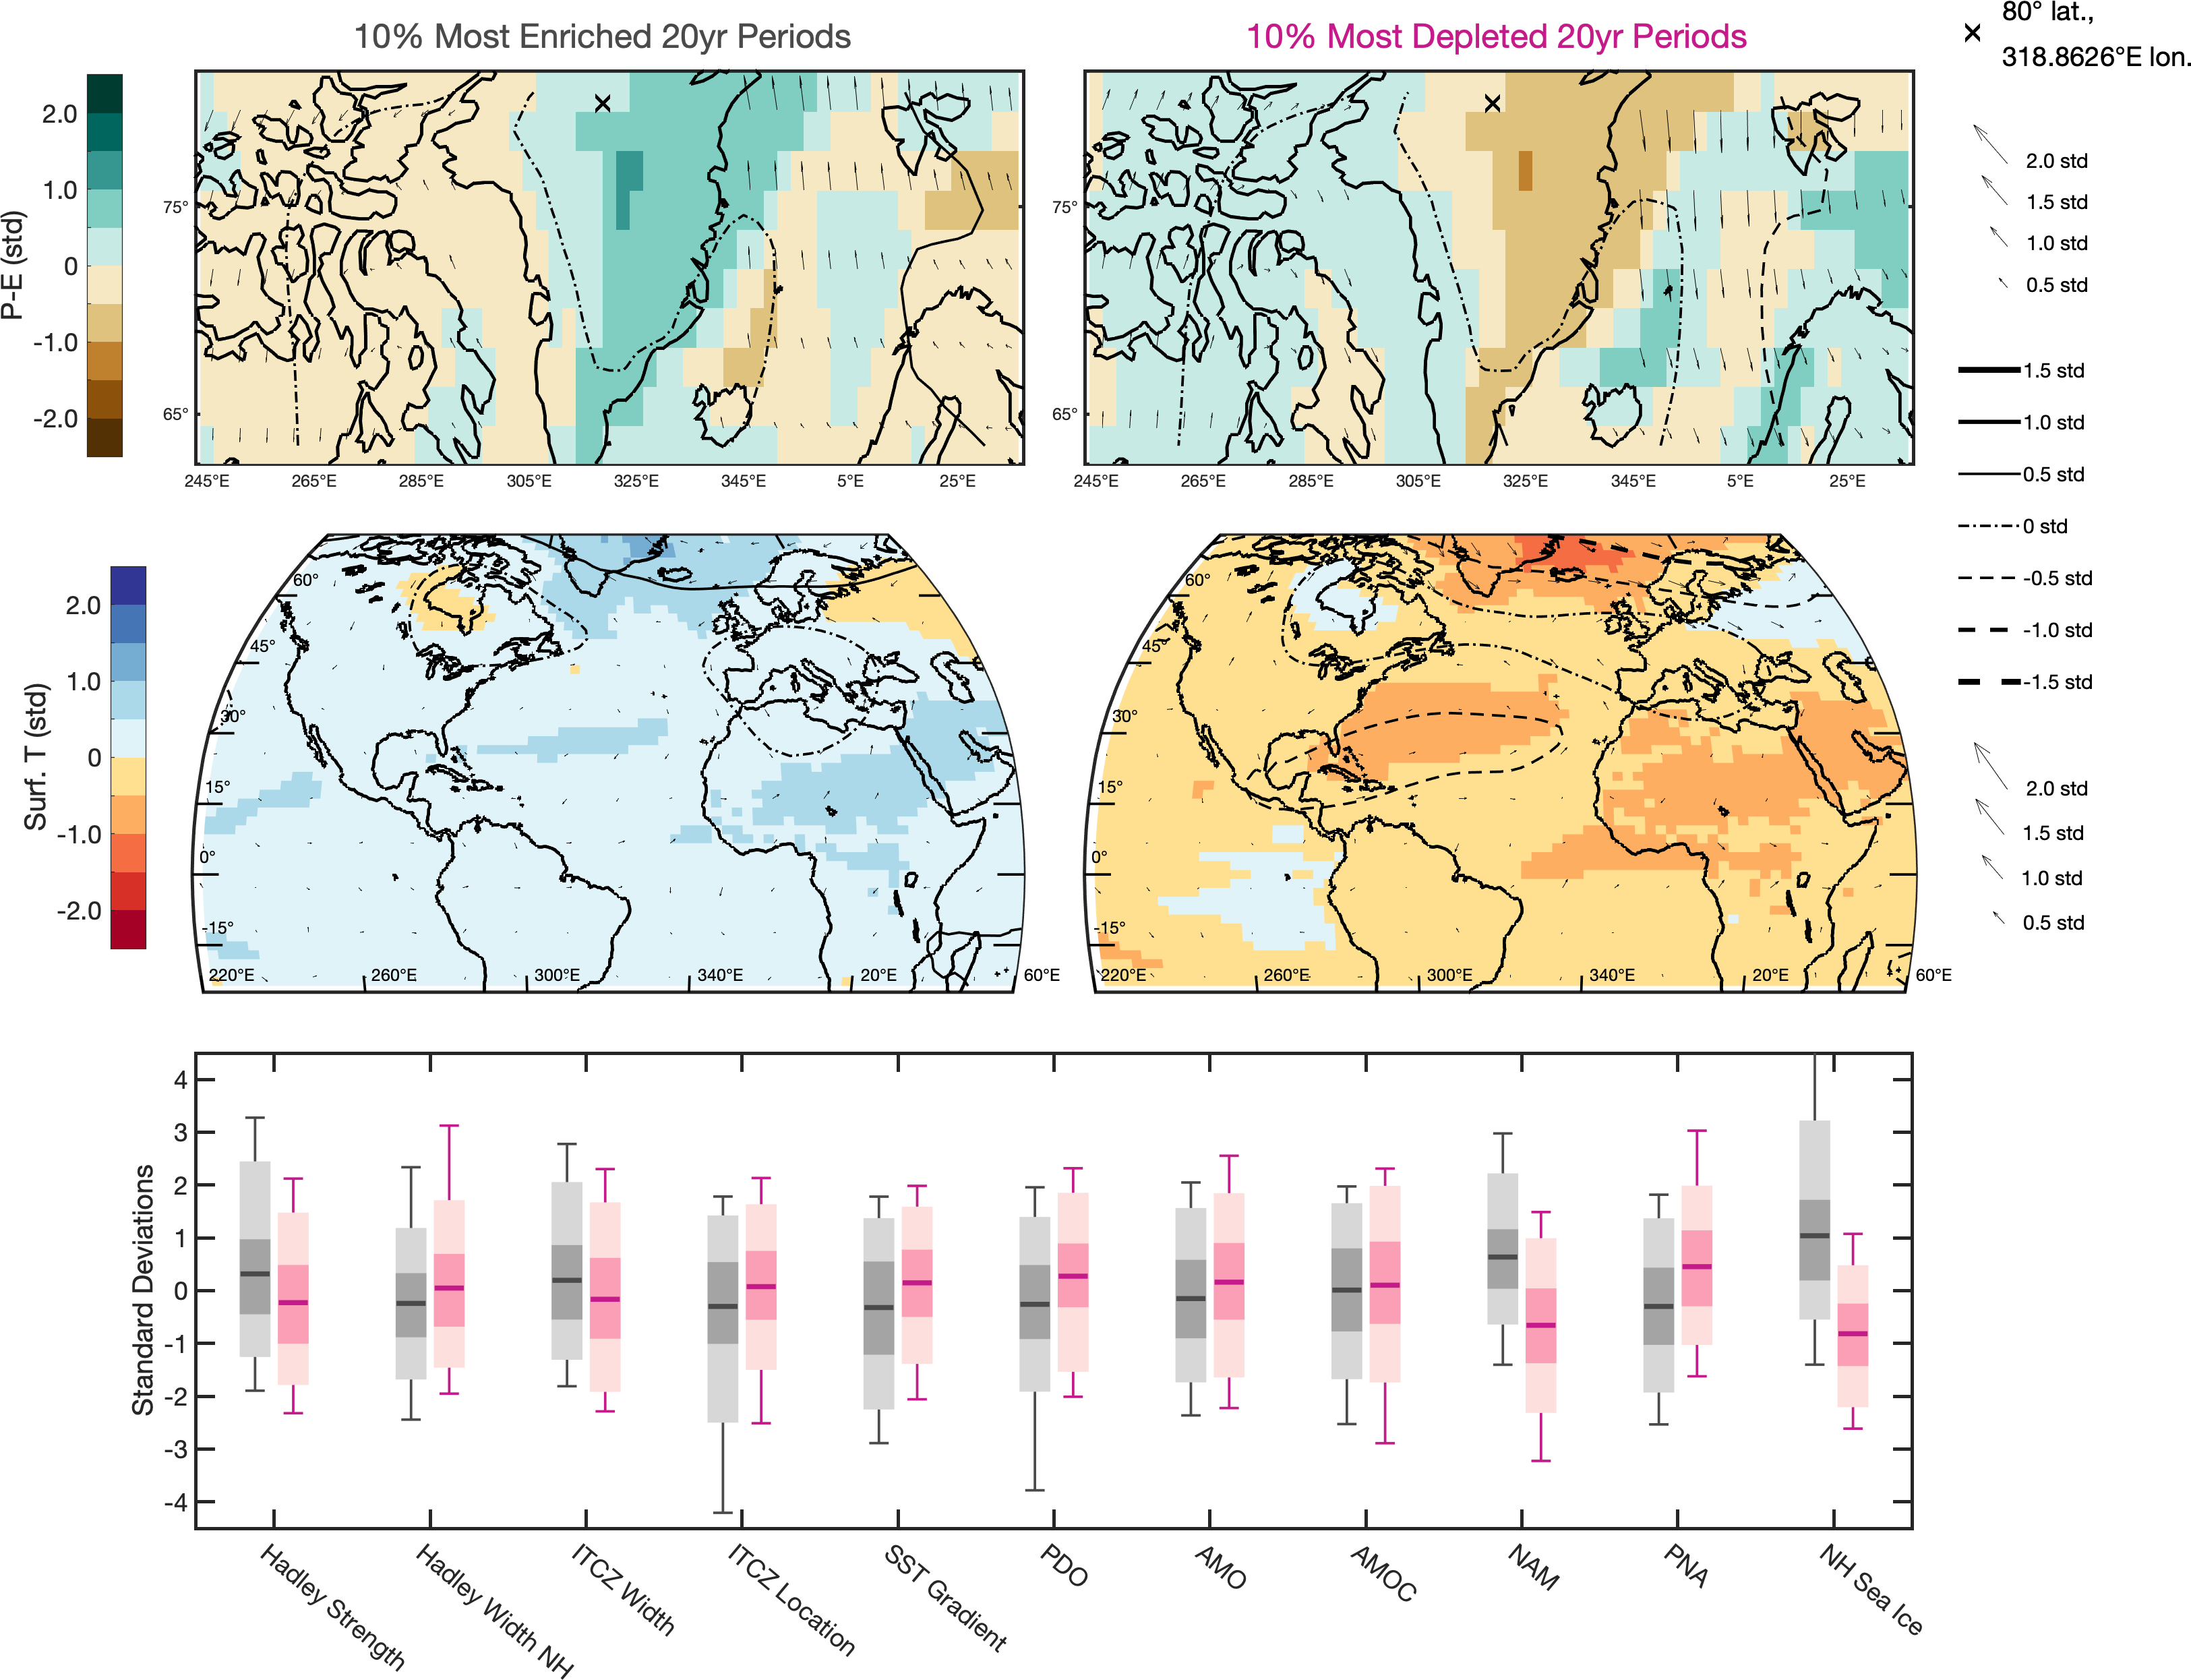 10% Most Enriched 20yr Periods
10% Most Depleted 20yr Periods
80° lat.,
318.8626°E lon.
P-E (std)
2.0
1.0
0
-1.0
-2.0
75°
65°
245°E 265°E 285°E 305°E 325°E 345°E 5°E 25°E
75°
65°
245°E 265°E 285°E 305°E 325°E 345°E 5°E 25°E
2.0 std
1.5 std
1.0 std
0.5 std
1.5 std
1.0 std
0.5 std
0 std
-0.5 std
-1.0 std
-1.5 std
2.0 std
1.5 std
1.0 std
0.5 std
Surf. T (std)
2.0
1.0
0
-1.0
-2.0
60°
45°
30°
15°
0°
-15°
220°E 260°E 300°E 340°E 20°E 60°E
60°
45°
30°
15°
0°
-15°
220°E 260°E 300°E 340°E 20°E 60°E
Standard Deviations
4
3
2
1
0
-1
-2
-3
-4
Hadley Strength
Hadley Width NH
ITCZ Width
ITCZ Location
SST Gradient
PDO
AMO
AMOC
NAM
PNA
NH Sea Ice